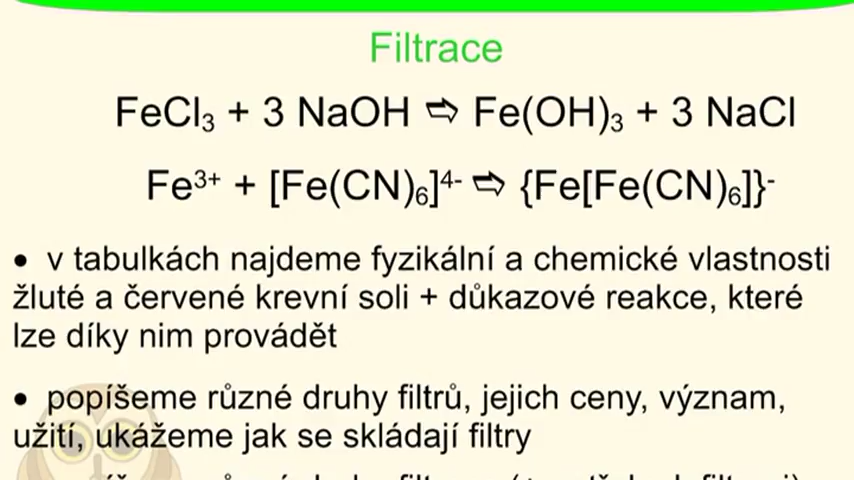 Filtrace
FeCl₃ + 3 NaOH ⇨ Fe(OH)₃ + 3 NaCl
Fe³⁺ + [Fe(CN)₆]⁴⁻ ⇨ {Fe[Fe(CN)₆]}⁻
• v tabulkách najdeme fyzikální a chemické vlastnosti
žluté a červené krevní soli + důkazové reakce, které
lze díky nim provádět
• popíšeme různé druhy filtrů, jejich ceny, význam,
užití, ukážeme jak se skládají filtry